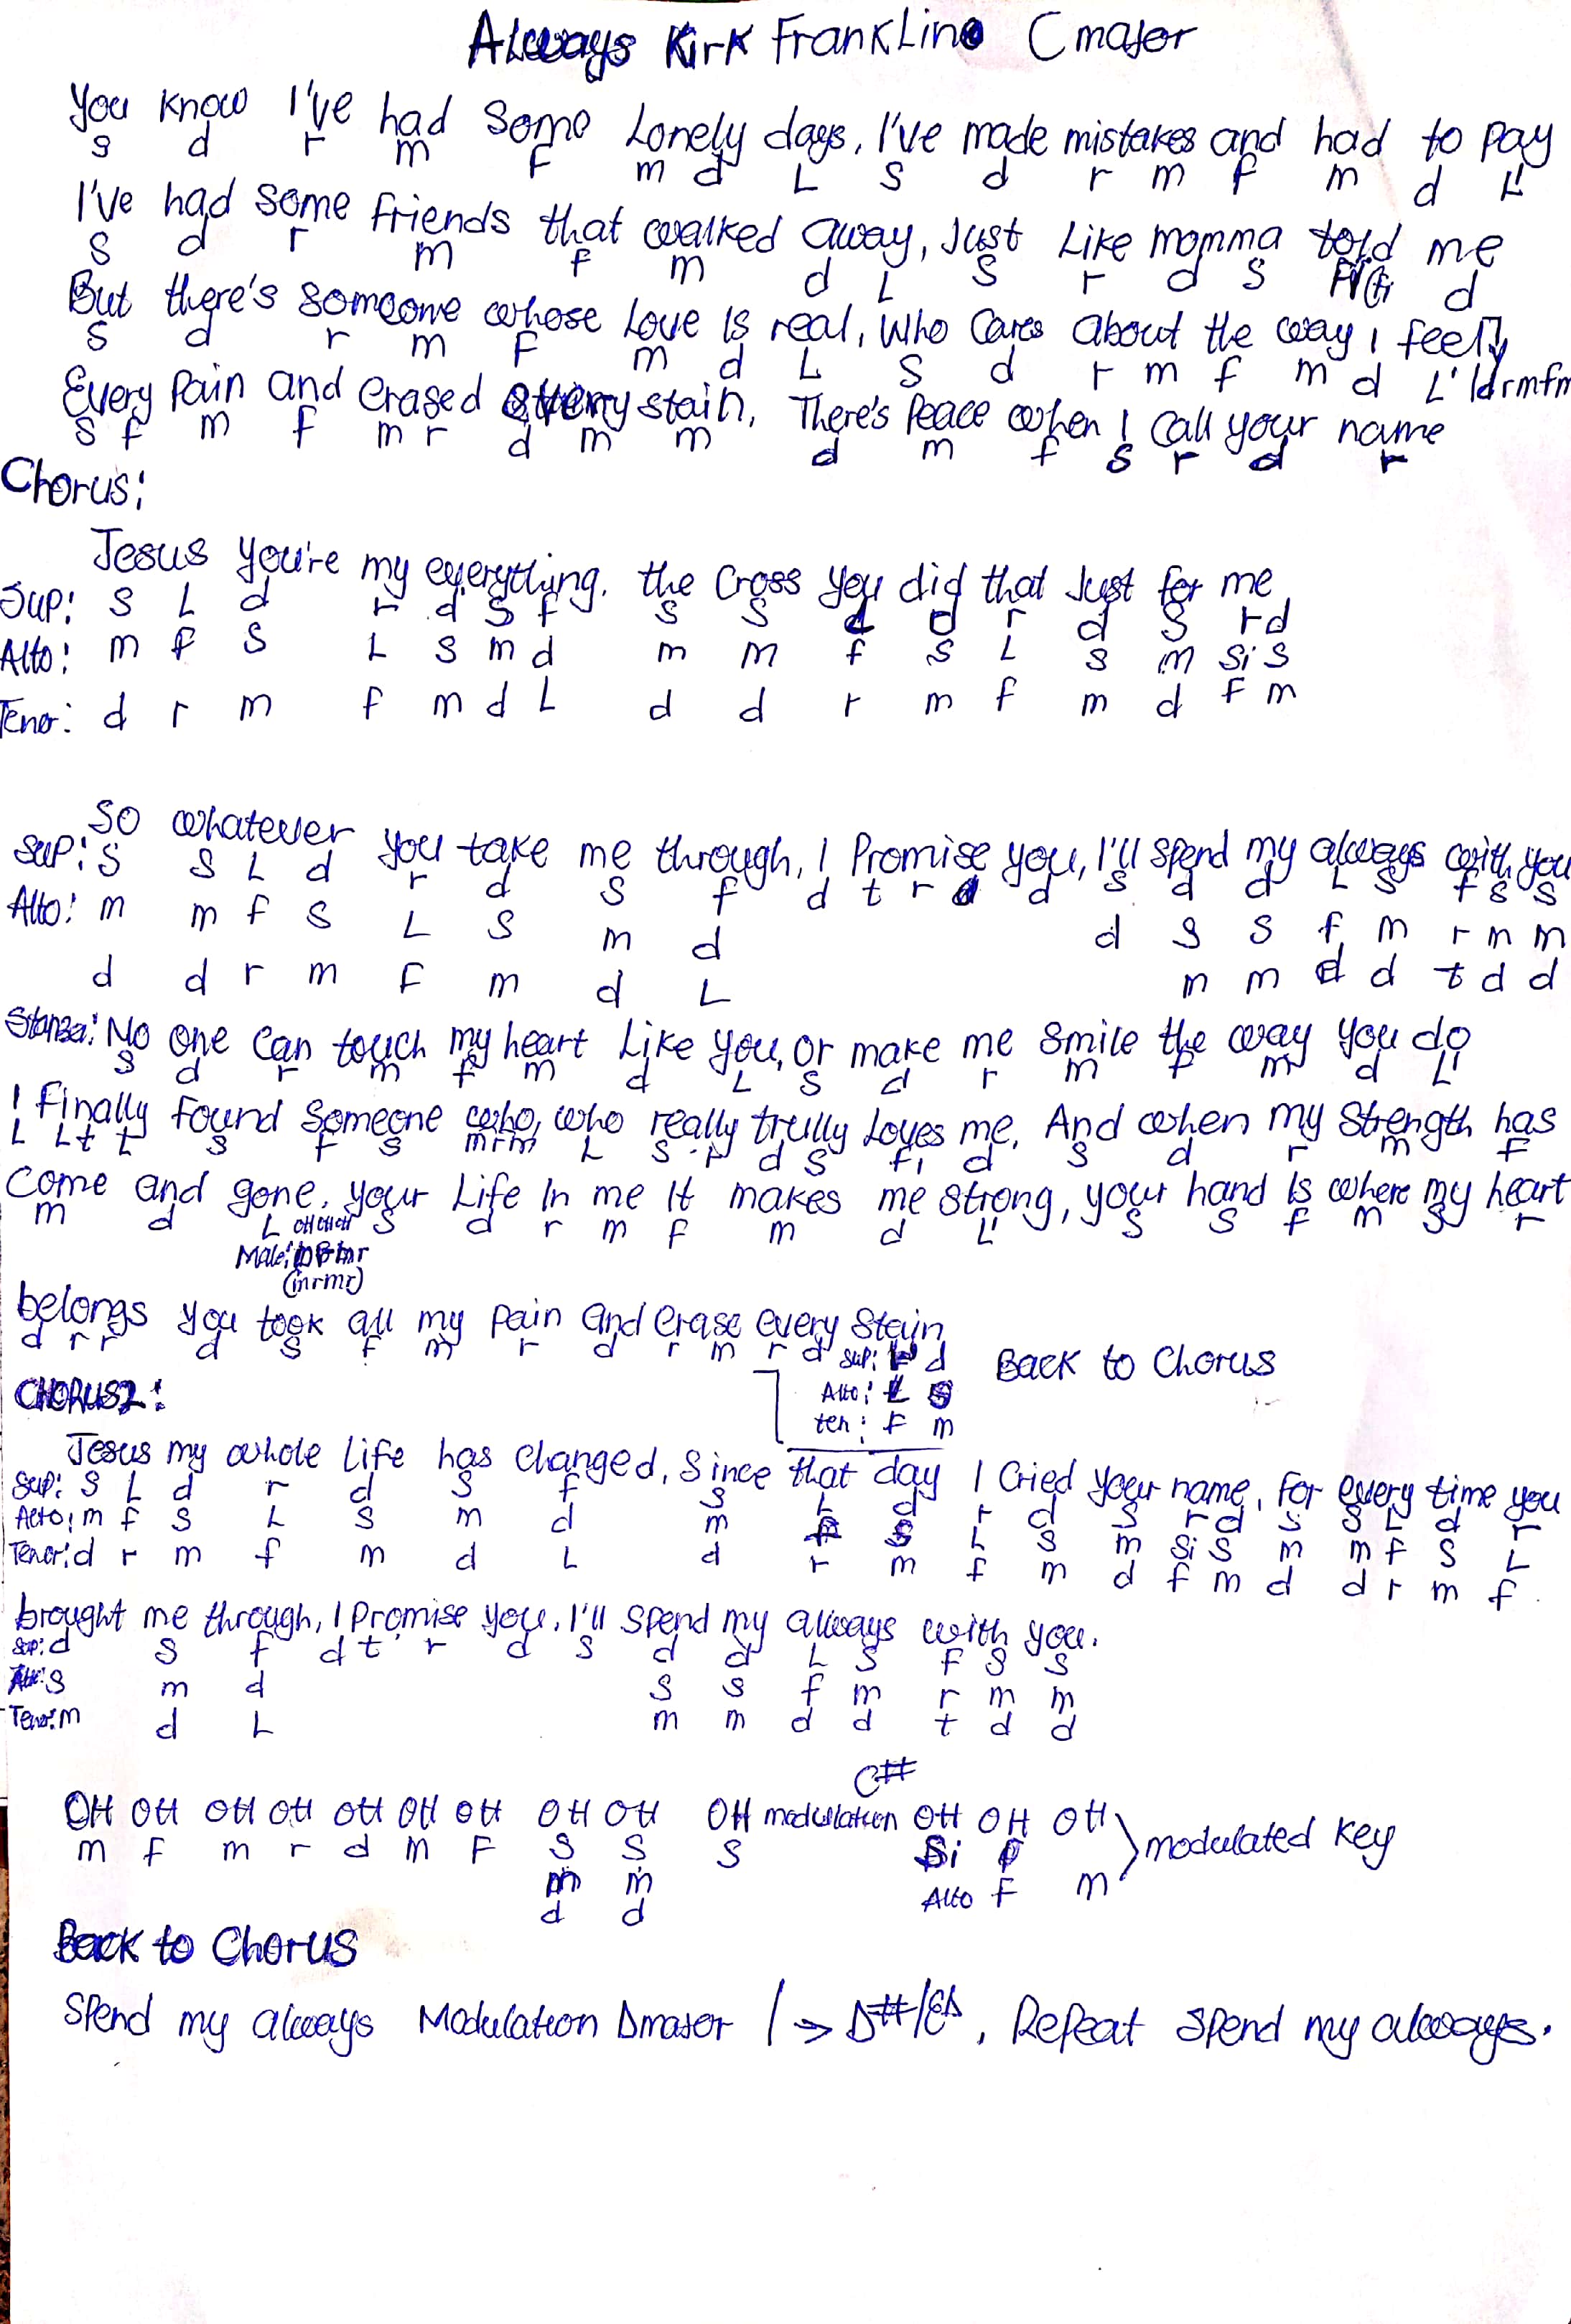 Always Kirk Franklin C major
You know I've had some Lonely days, I've made mistakes and had to pay
s d r m f m d L s d r m f m d L'
I've had some friends that walked away, Just Like momma told me
s d r m f m d L s r d s d
But there's someone whose Love Is real, Who Cares About the way I feel
s d r m F m d L s d r m f m d L' ldrmfm
Every Pain and erased every stain, There's Peace when I Call your name
s f m f m r d m m d m f s r d r
Chorus:
Jesus you're my everything. the Cross you did that Just for me
Sup: s L d r d s f s s d d r d s r d
Alto: m f s L s m d m m f s L s m si s
Tenor: d r m f m d L d d r m f m d f m
So whatever you take me through, I Promise you, I'll spend my always with you
Sup: s s L d r d s f d t r d s d d L s f s s
Alto: m m f s L s m d d s s f m r m m
d d r m f m d L m m d d t d d
Stanza: No one Can touch my heart Like you, Or make me Smile the way you do
s d r m f m d L s d r m f m d L'
I Finally found Someone who, who really trully Loves me. And when my Strength has
L L t t s f s m r m L s f d s f i d s d r m f
Come and gone, your Life In me It makes me strong, your hand Is where my heart
m d L OH OH OH s d r m f m d L' s s f m s r
Male:
(mrmr)
belongs you took all my Pain and erase every Stain
d r r d s f m r d r m r d Sup: d Back to Chorus
CHORUS 2: Alto: L s
ten: f m
Jesus my whole life has Changed, Since that day I Cried your name, For every time you
Sup: s L d r d s f s L d r d s r d s s L d r
Alto: m f s L s m d m f s L s m si s m m f s L
Tenor: d r m f m d L d r m f m d f m d d r m f
brought me through, I Promise you, I'll spend my always with you.
Sup: d s f d t r d s d d L s f s s
Alto: s m d s s f m r m m
Tenor: m d L m m d d t d d
C#
OH OH OH OH OH OH OH OH OH OH modulation OH OH OH modulated key
m f m r d m F s s s Si
m m Alto f m
d d
Back to Chorus
Spend my always Modulation Dmajor / → D#/Eb, Repeat spend my always.